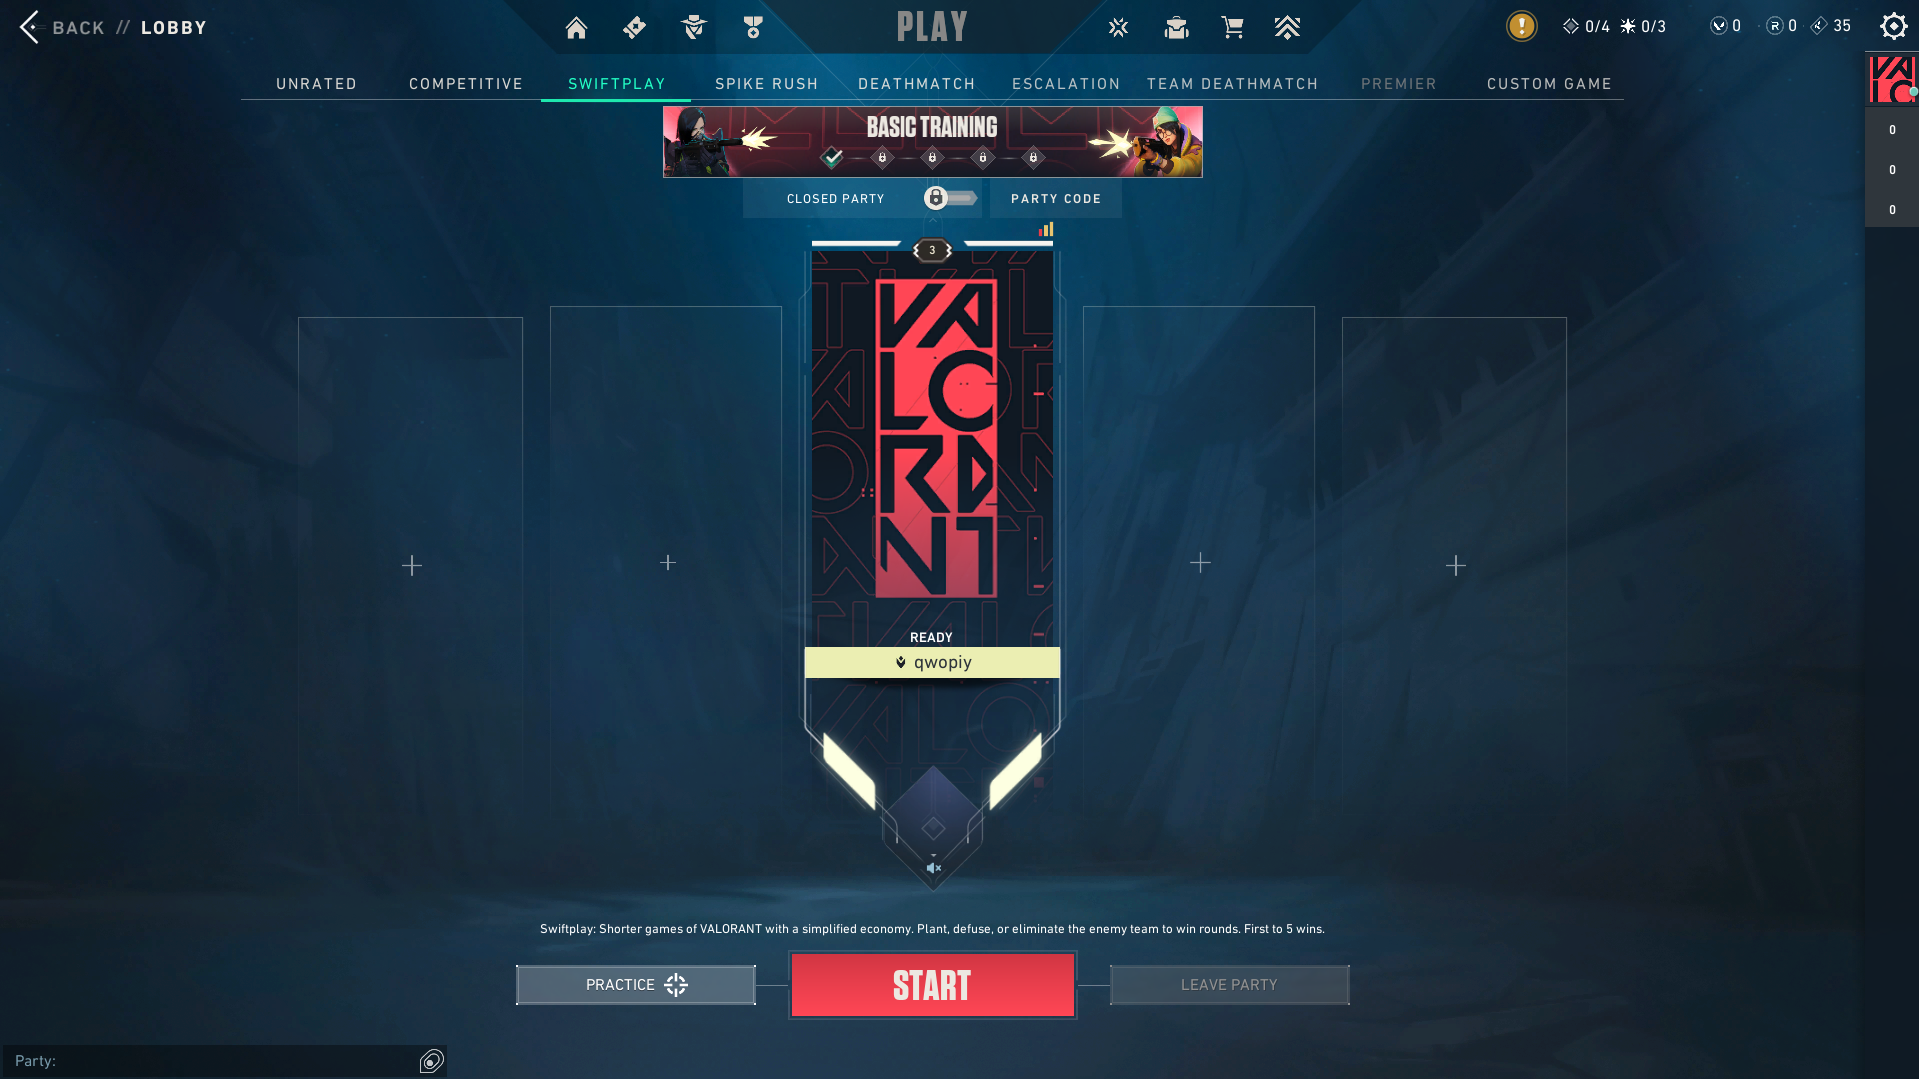 BACK // LOBBY
PLAY
0/4 0/3 0 0 35
UNRATED COMPETITIVE SWIFTPLAY SPIKE RUSH DEATHMATCH ESCALATION TEAM DEATHMATCH PREMIER CUSTOM GAME
BASIC TRAINING
CLOSED PARTY
PARTY CODE
0
0
0
3
VALORANT
READY
qwopiy
Swiftplay: Shorter games of VALORANT with a simplified economy. Plant, defuse, or eliminate the enemy team to win rounds. First to 5 wins.
PRACTICE
START
LEAVE PARTY
Party: